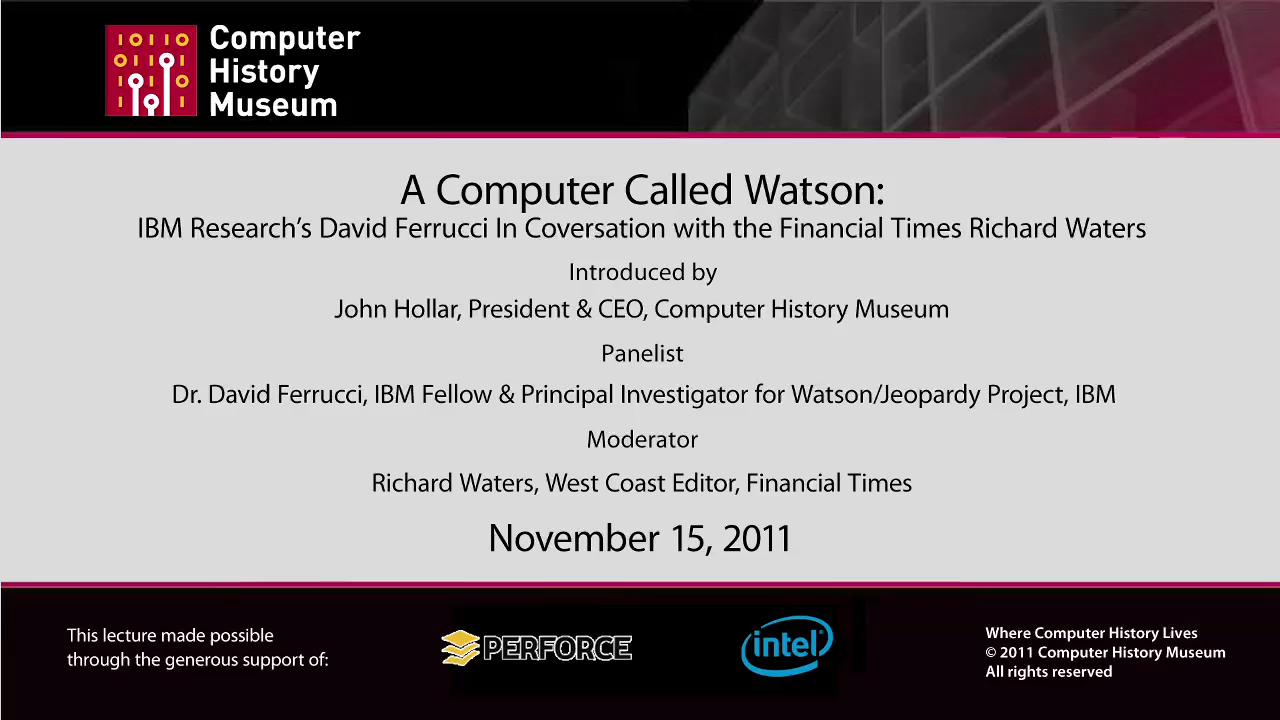 Computer
History
Museum
A Computer Called Watson:
IBM Research's David Ferrucci In Coversation with the Financial Times Richard Waters
Introduced by
John Hollar, President & CEO, Computer History Museum
Panelist
Dr. David Ferrucci, IBM Fellow & Principal Investigator for Watson/Jeopardy Project, IBM
Moderator
Richard Waters, West Coast Editor, Financial Times
November 15, 2011
This lecture made possible
through the generous support of:
PERFORCE
intel
Where Computer History Lives
© 2011 Computer History Museum
All rights reserved